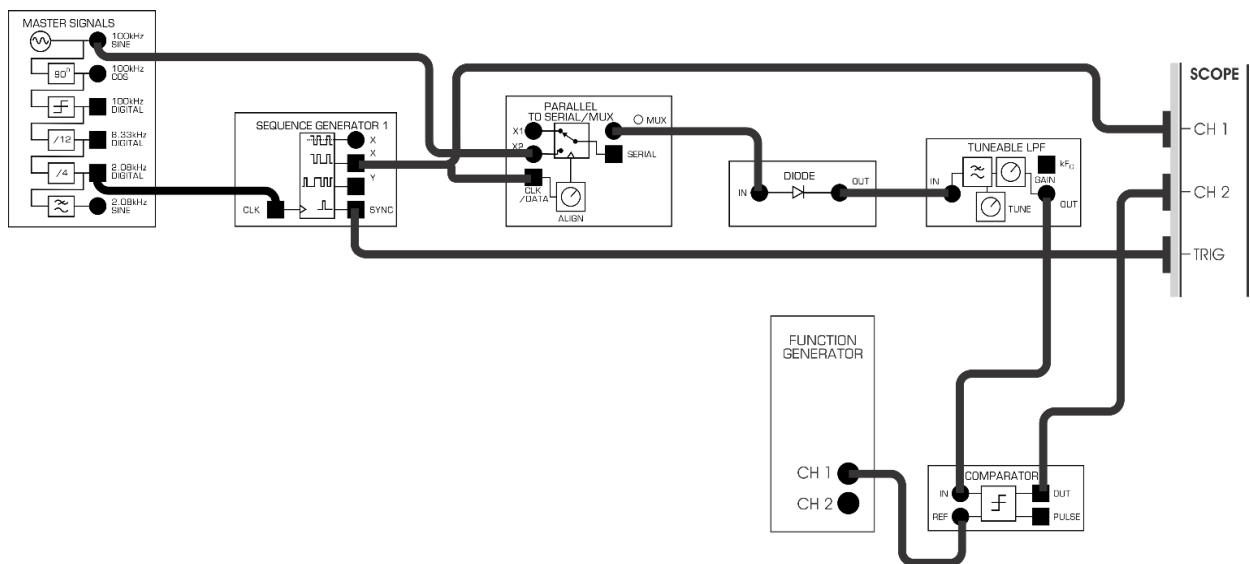 MASTER SIGNALS
100kHz
SINE
90°
100kHz
COS
100kHz
DIGITAL
/12
8.33kHz
DIGITAL
/4
2.08kHz
DIGITAL
2.08kHz
SINE
SEQUENCE GENERATOR 1
X
X
Y
CLK
SYNC
PARALLEL
TO SERIAL/MUX
X1
MUX
X2
SERIAL
CLK
/DATA
ALIGN
DIODE
IN
OUT
TUNEABLE LPF
kFC
GAIN
IN
OUT
TUNE
SCOPE
CH 1
CH 2
TRIG
FUNCTION
GENERATOR
CH 1
CH 2
COMPARATOR
IN
OUT
REF
PULSE